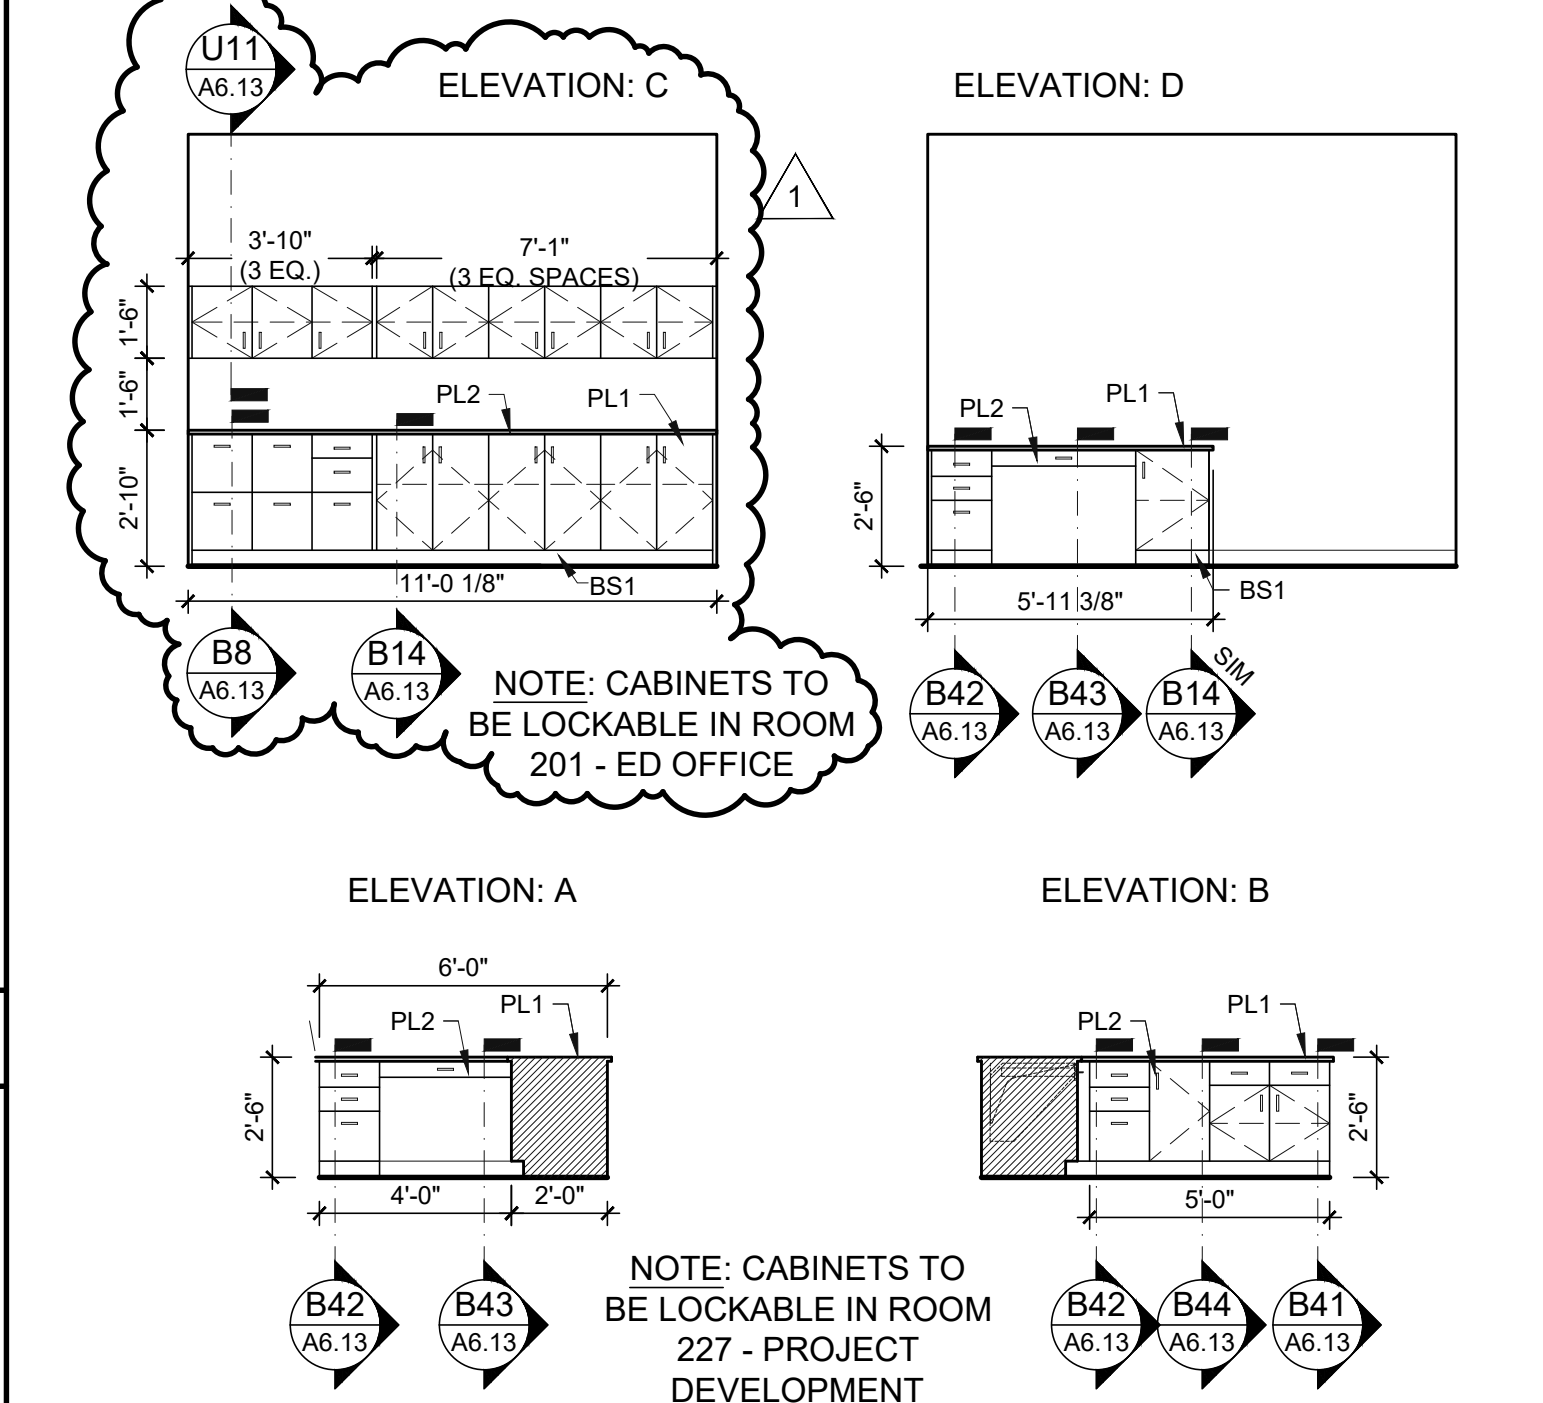 U11
A6.13
ELEVATION: C
ELEVATION: D
1
3'-10"
(3 EQ.)
7'-1"
(3 EQ. SPACES)
1'-6"
1'-6"
2'-10"
PL2
PL1
11'-0 1/8"
BS1
B8
A6.13
B14
A6.13
NOTE: CABINETS TO
BE LOCKABLE IN ROOM
201 - ED OFFICE
PL2
PL1
2'-6"
5'-11 3/8"
BS1
B42
A6.13
B43
A6.13
B14
A6.13
SIM
ELEVATION: A
ELEVATION: B
6'-0"
PL2
PL1
2'-6"
4'-0"
2'-0"
B42
A6.13
B43
A6.13
NOTE: CABINETS TO
BE LOCKABLE IN ROOM
227 - PROJECT
DEVELOPMENT
PL2
PL1
2'-6"
5'-0"
B42
A6.13
B44
A6.13
B41
A6.13